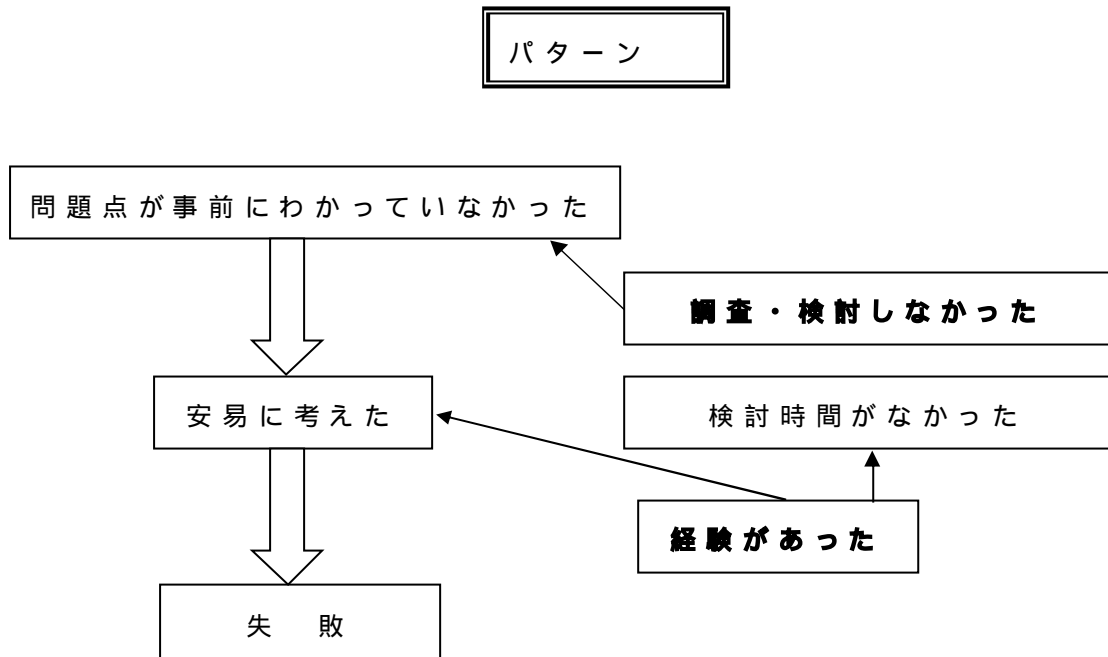 パターン
問題点が事前にわかっていなかった
調査・検討しなかった
安易に考えた
検討時間がなかった
経験があった
失　敗